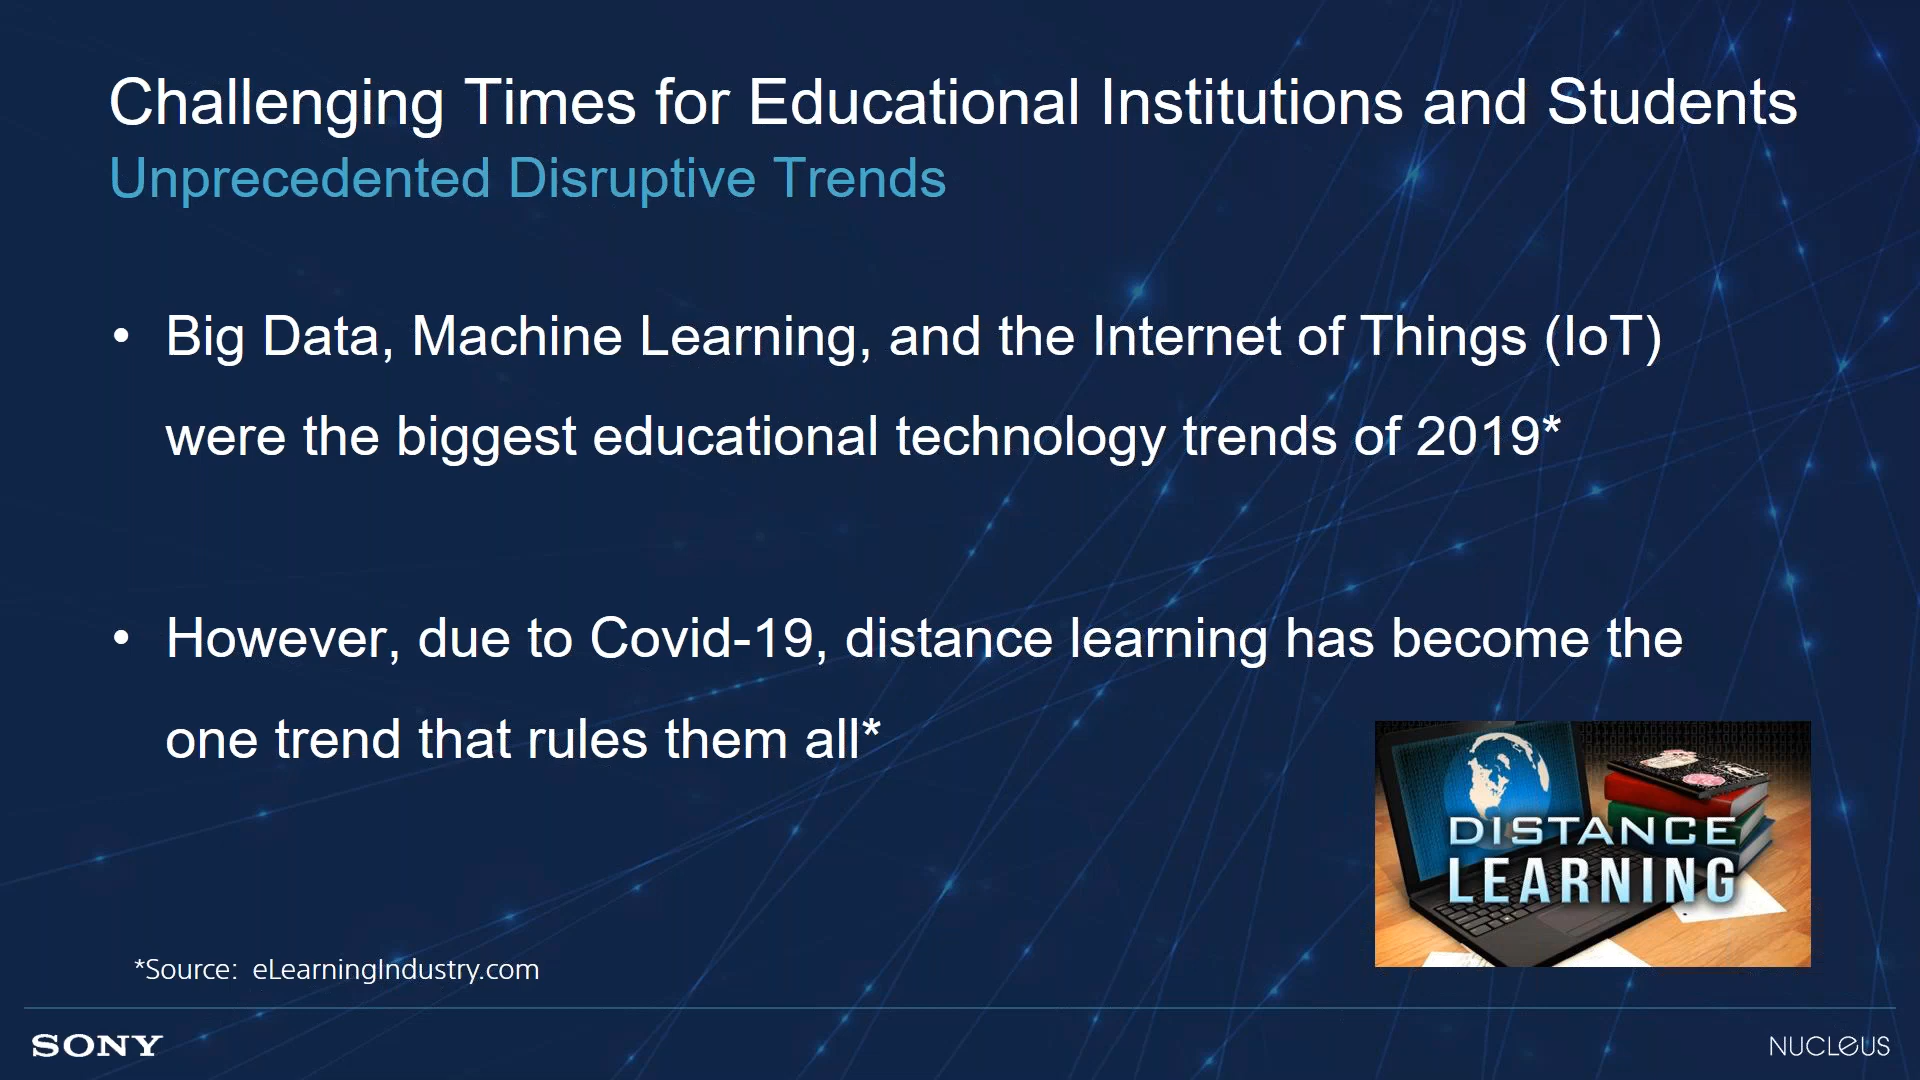 Challenging Times for Educational Institutions and Students
Unprecedented Disruptive Trends
• Big Data, Machine Learning, and the Internet of Things (IoT)
were the biggest educational technology trends of 2019*
• However, due to Covid-19, distance learning has become the
one trend that rules them all*
DISTANCE
LEARNING
*Source: eLearningIndustry.com
SONY
NUCLeUS